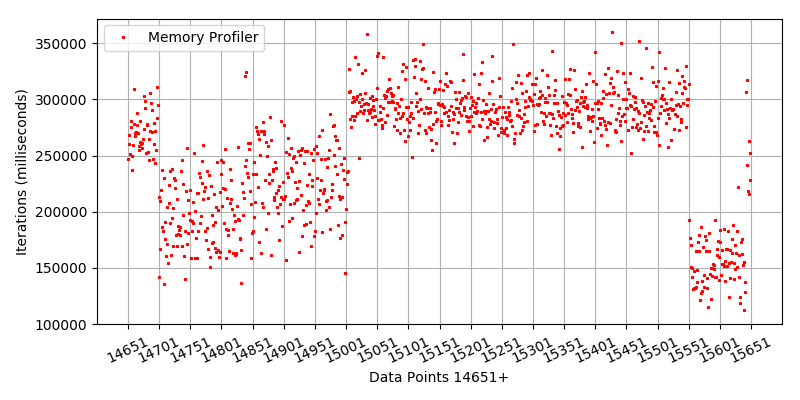 Memory Profiler
350000
300000
250000
200000
150000
100000
Iterations (milliseconds)
14651 14701 14751 14801 14851 14901 14951 15001 15051 15101 15151 15201 15251 15301 15351 15401 15451 15501 15551 15601 15651
Data Points 14651+